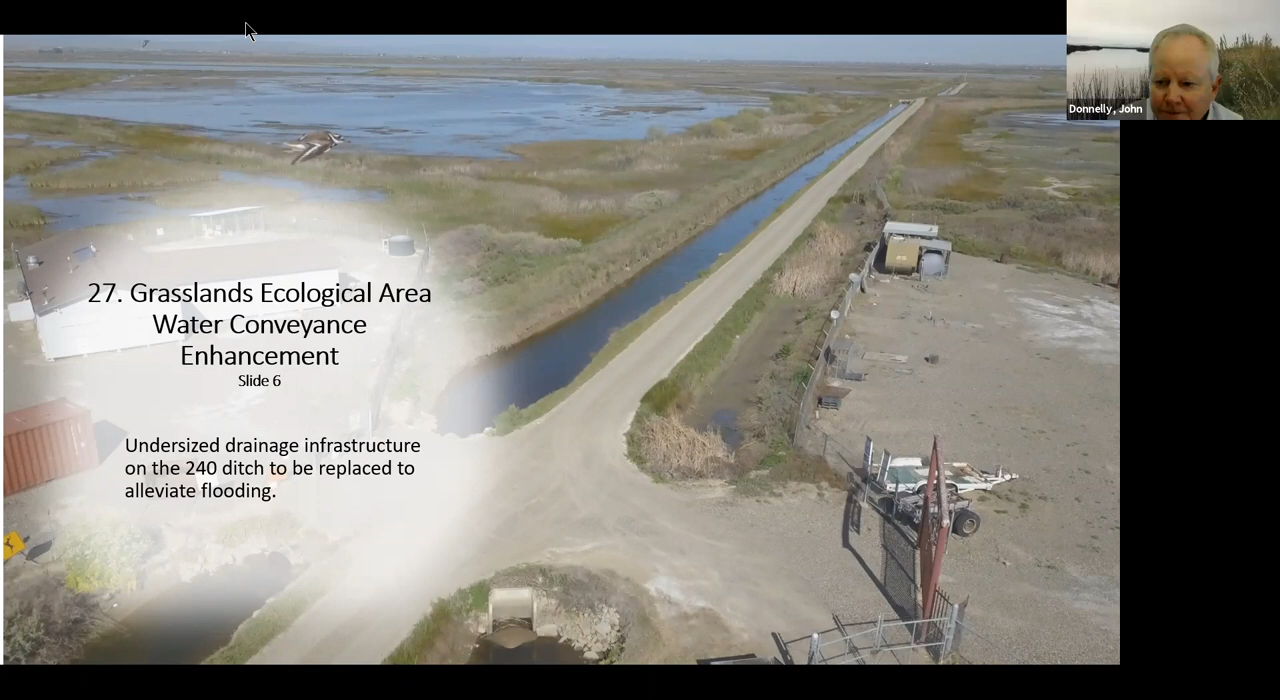 Donnelly, John
27. Grasslands Ecological Area
Water Conveyance
Enhancement
Slide 6
Undersized drainage infrastructure
on the 240 ditch to be replaced to
alleviate flooding.